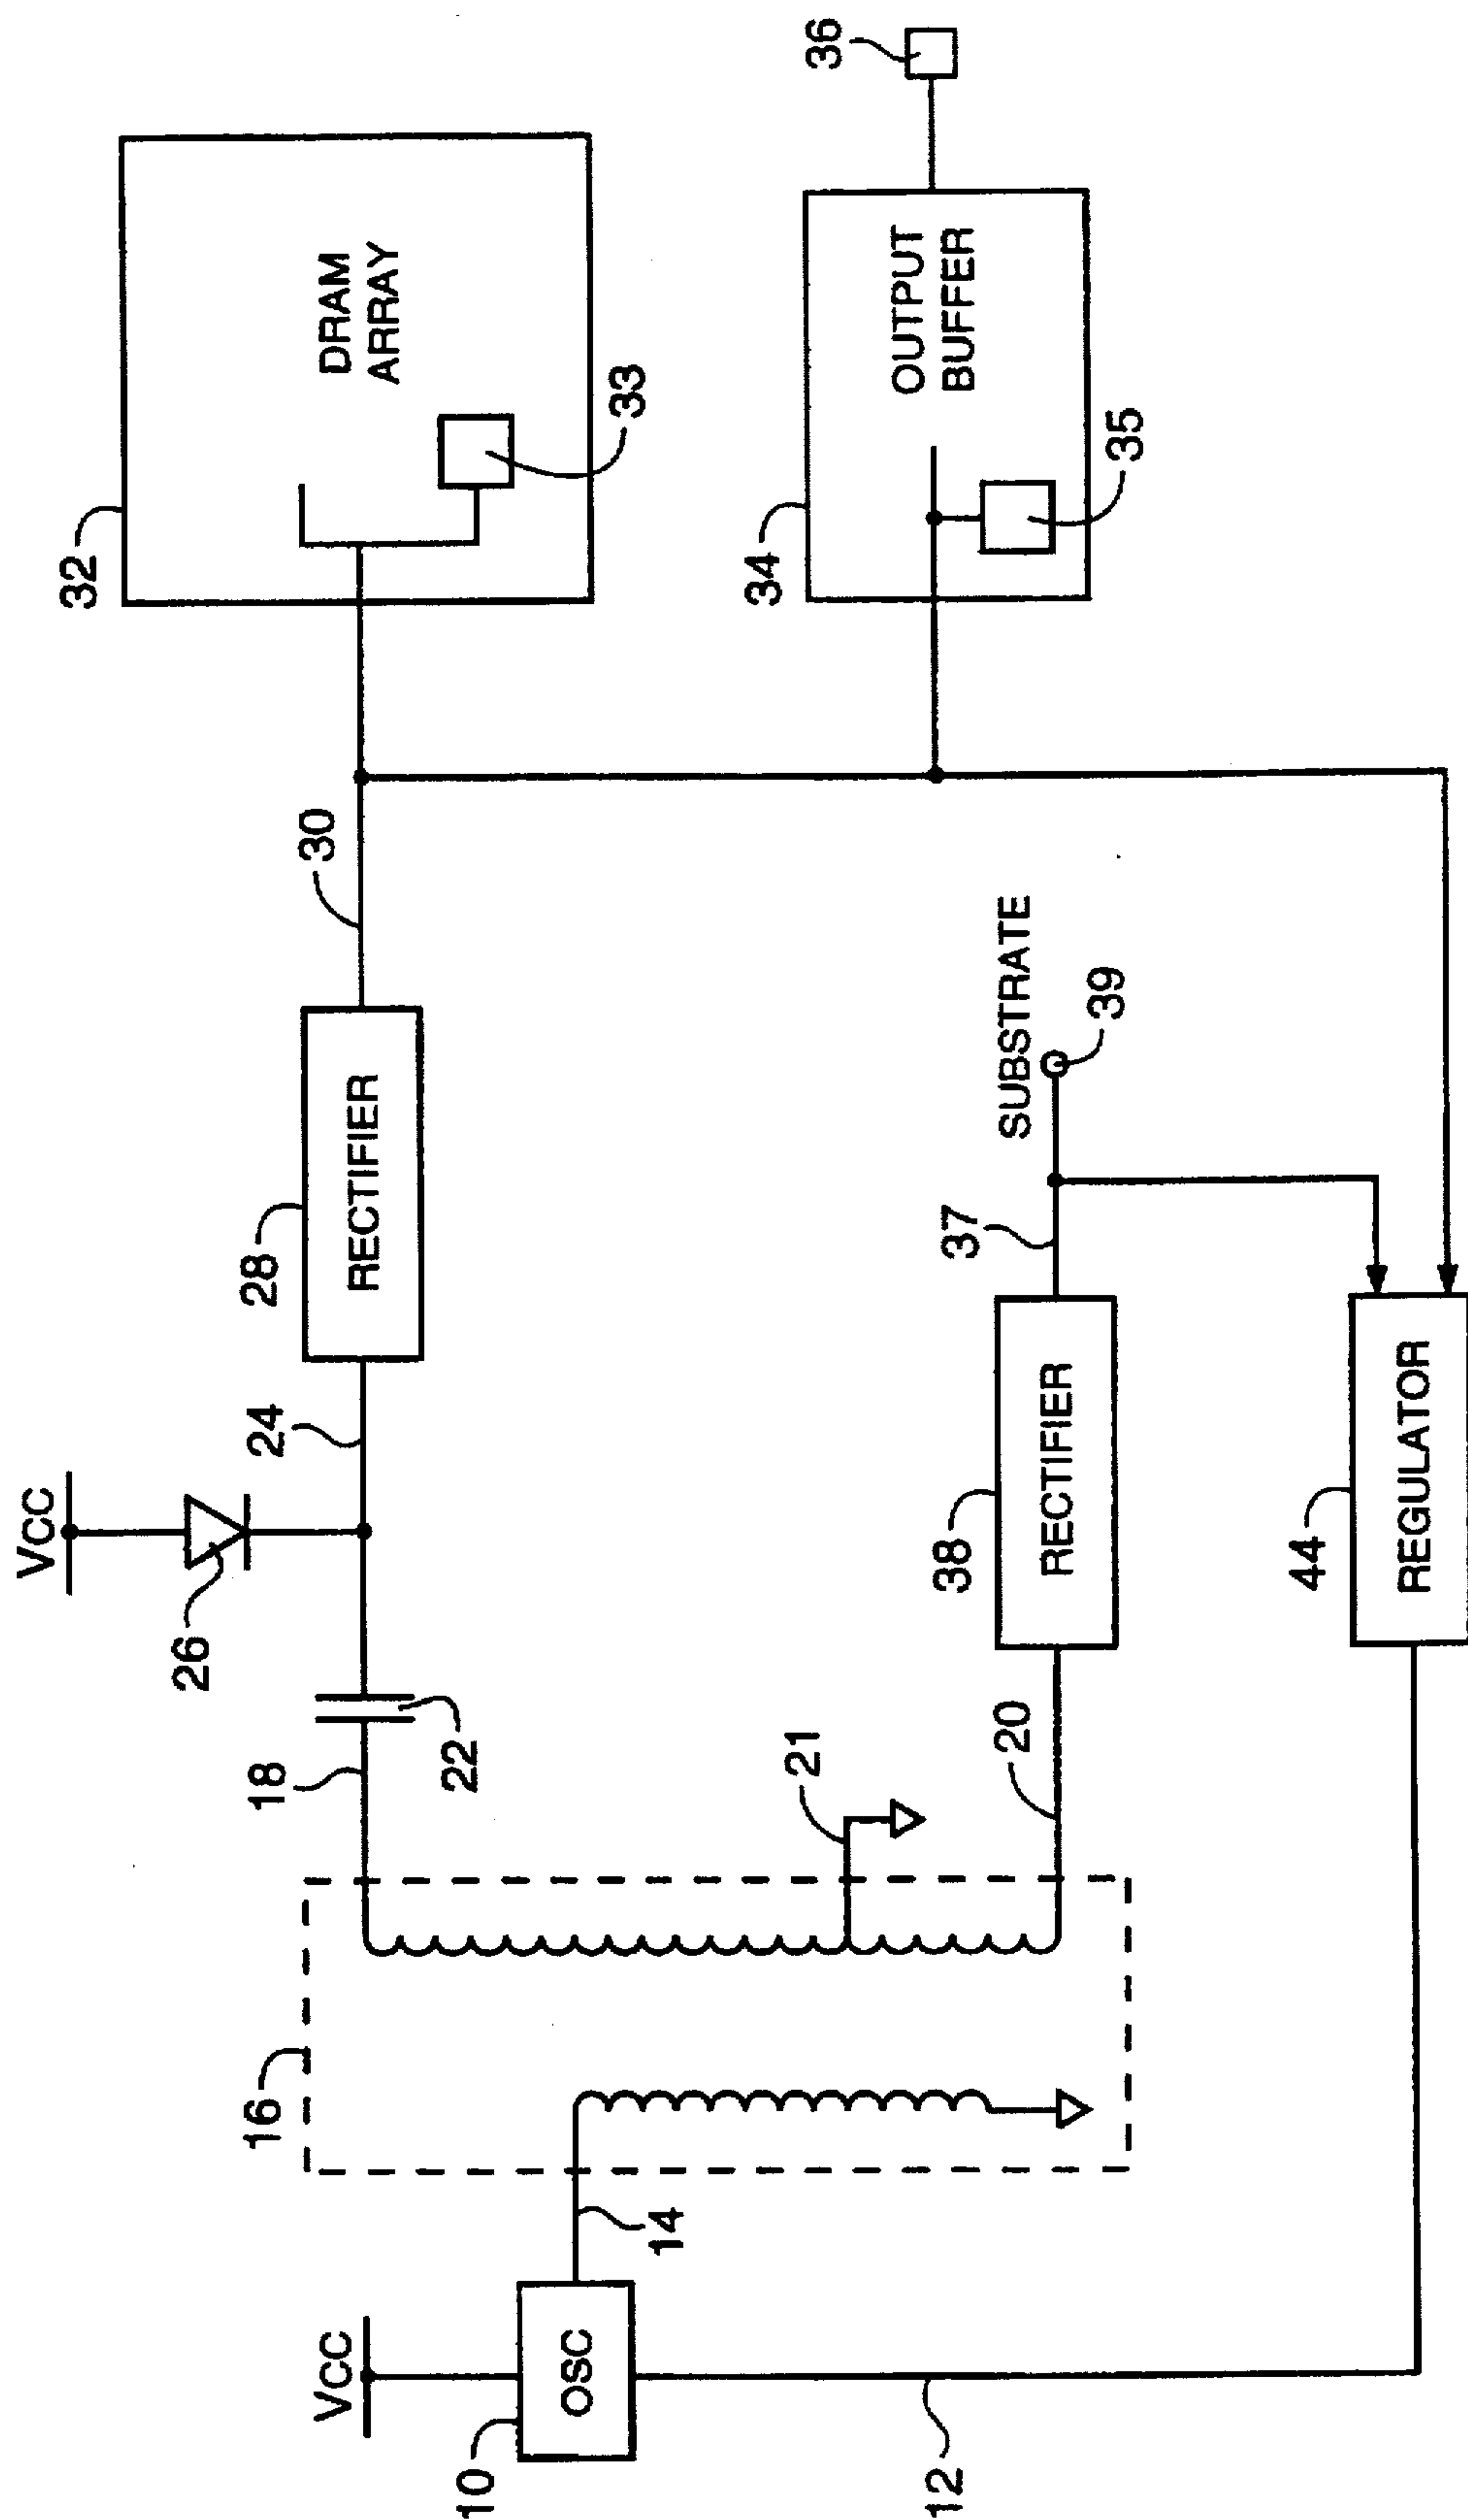 VCC
32
26
16
18
24
28
30
VCC
DRAM
ARRAY
RECTIFIER
22
10
OSC
33
14
34
21
36
OUTPUT
BUFFER
12
38
37
20
SUBSTRATE
RECTIFIER
39
35
44
REGULATOR